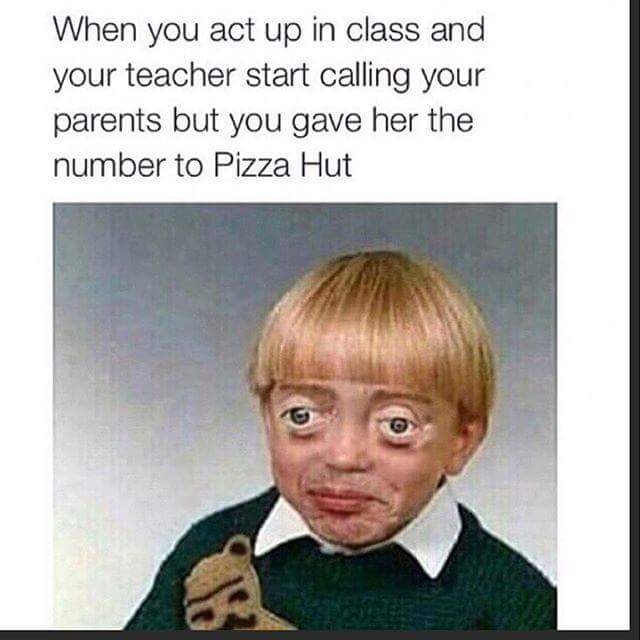 When you act up in class and
your teacher start calling your
parents but you gave her the
number to Pizza Hut